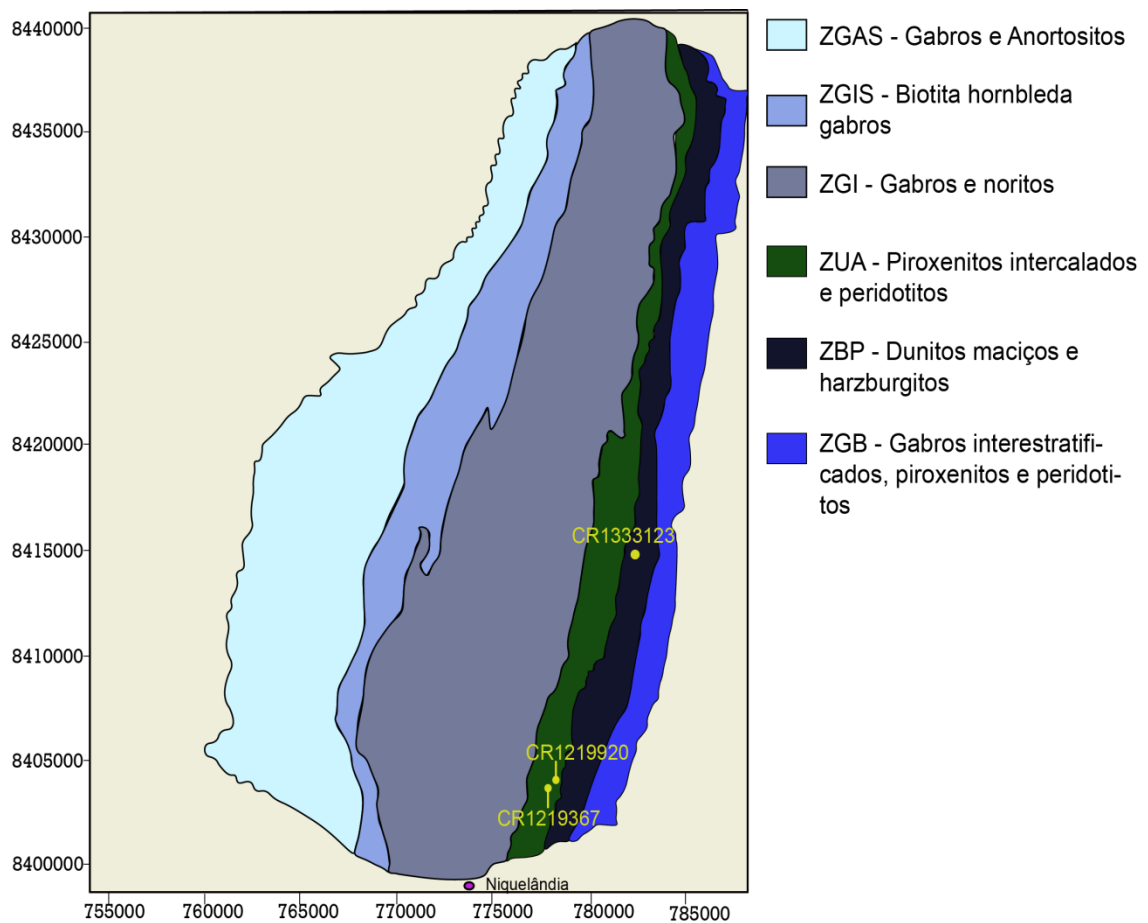 8440000
8435000
8430000
8425000
8420000
8415000
8410000
8405000
8400000
755000
760000
765000
770000
775000
780000
785000
CR1333123
CR1219920
CR1219367
Niquelândia
ZGAS - Gabros e Anortositos
ZGIS - Biotita hornbleda
gabros
ZGI - Gabros e noritos
ZUA - Piroxenitos intercalados
e peridotitos
ZBP - Dunitos maciços e
harzburgitos
ZGB - Gabros interestratifi-
cados, piroxenitos e peridoti-
tos